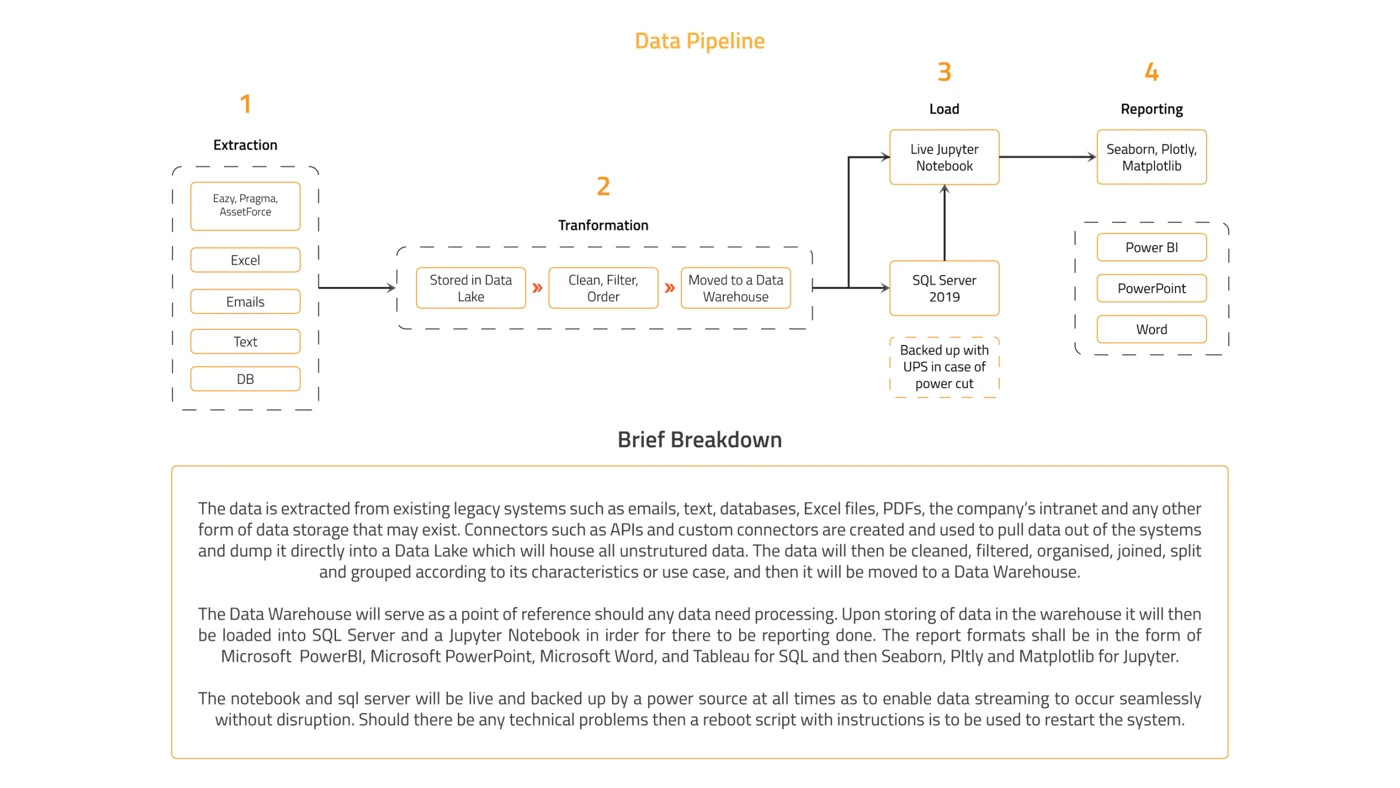 Data Pipeline
1
Extraction
Eazy, Pragma,
AssetForce
Excel
Emails
Text
DB
2
Tranformation
Stored in Data
Lake
»
Clean, Filter,
Order
»
Moved to a Data
Warehouse
3
Load
Live Jupyter
Notebook
SQL Server
2019
Backed up with
UPS in case of
power cut
4
Reporting
Seaborn, Plotly,
Matplotlib
Power BI
PowerPoint
Word
Brief Breakdown
The data is extracted from existing legacy systems such as emails, text, databases, Excel files, PDFs, the company's intranet and any other
form of data storage that may exist. Connectors such as APIs and custom connectors are created and used to pull data out of the systems
and dump it directly into a Data Lake which will house all unstrutured data. The data will then be cleaned, filtered, organised, joined, split
and grouped according to its characteristics or use case, and then it will be moved to a Data Warehouse.
The Data Warehouse will serve as a point of reference should any data need processing. Upon storing of data in the warehouse it will then
be loaded into SQL Server and a Jupyter Notebook in irder for there to be reporting done. The report formats shall be in the form of
Microsoft PowerBI, Microsoft PowerPoint, Microsoft Word, and Tableau for SQL and then Seaborn, Pltly and Matplotlib for Jupyter.
The notebook and sql server will be live and backed up by a power source at all times as to enable data streaming to occur seamlessly
without disruption. Should there be any technical problems then a reboot script with instructions is to be used to restart the system.